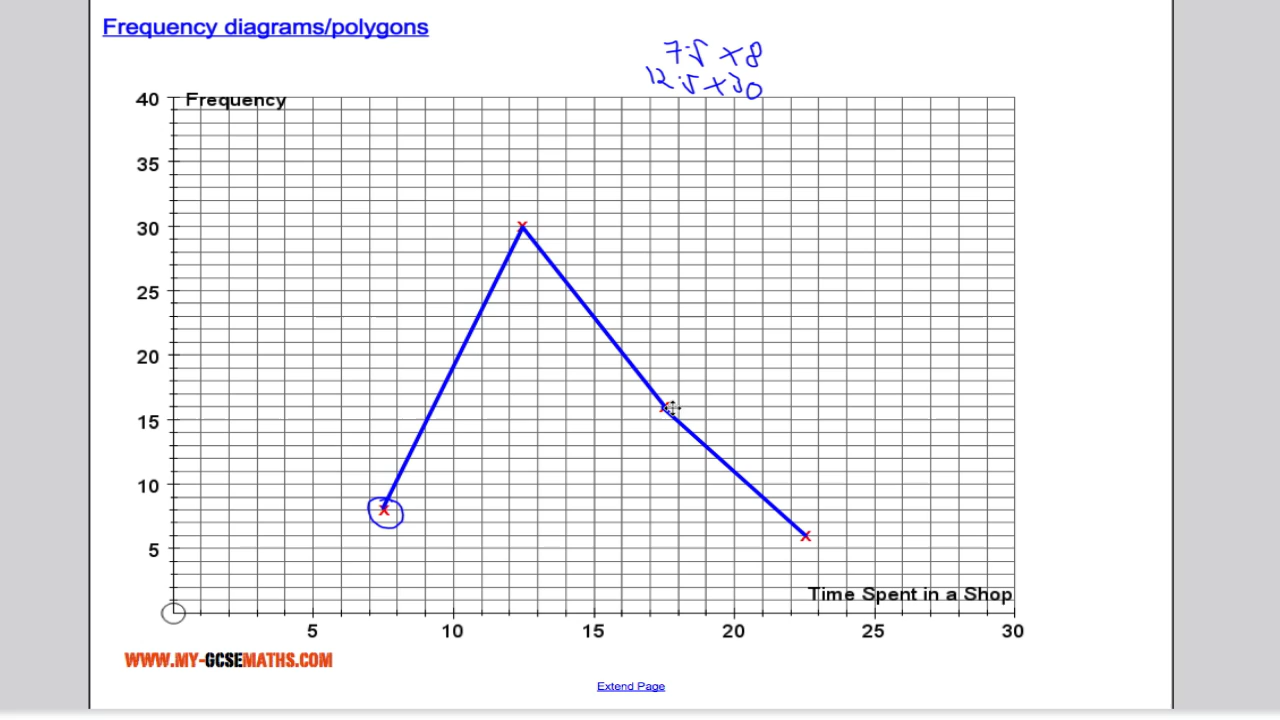 Frequency diagrams/polygons
7.5 × 8
12.5 × 30
Frequency
40
35
30
25
20
15
10
5
Time Spent in a Shop
5 10 15 20 25 30
WWW.MY-GCSEMATHS.COM
Extend Page